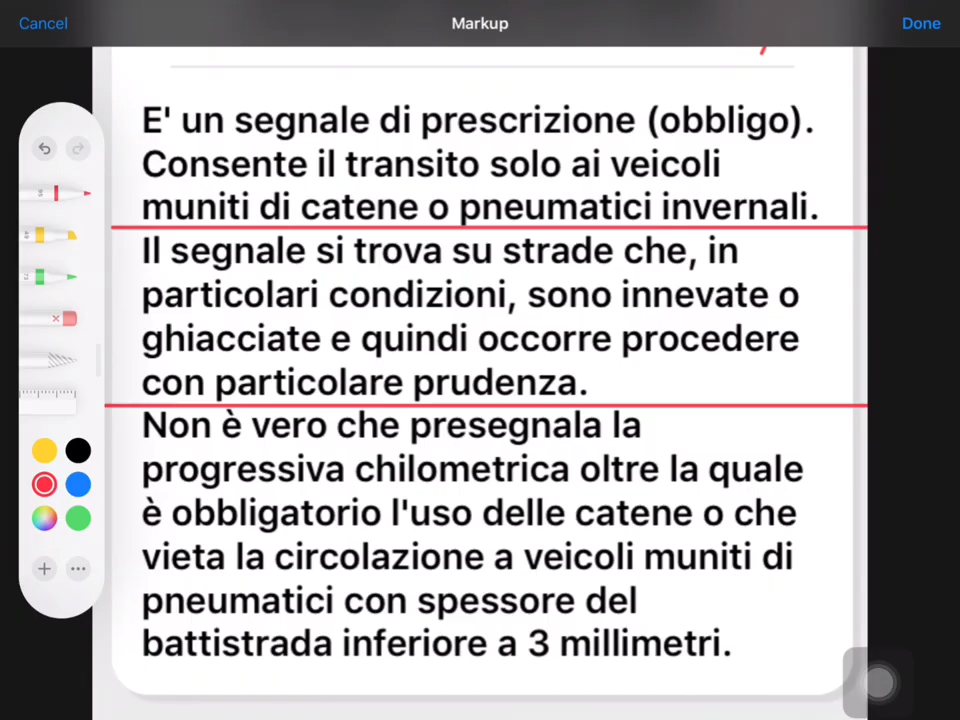 Cancel
Markup
Done
E' un segnale di prescrizione (obbligo).
Consente il transito solo ai veicoli
muniti di catene o pneumatici invernali.
Il segnale si trova su strade che, in
particolari condizioni, sono innevate o
ghiacciate e quindi occorre procedere
con particolare prudenza.
Non è vero che presegnala la
progressiva chilometrica oltre la quale
è obbligatorio l'uso delle catene o che
vieta la circolazione a veicoli muniti di
pneumatici con spessore del
battistrada inferiore a 3 millimetri.